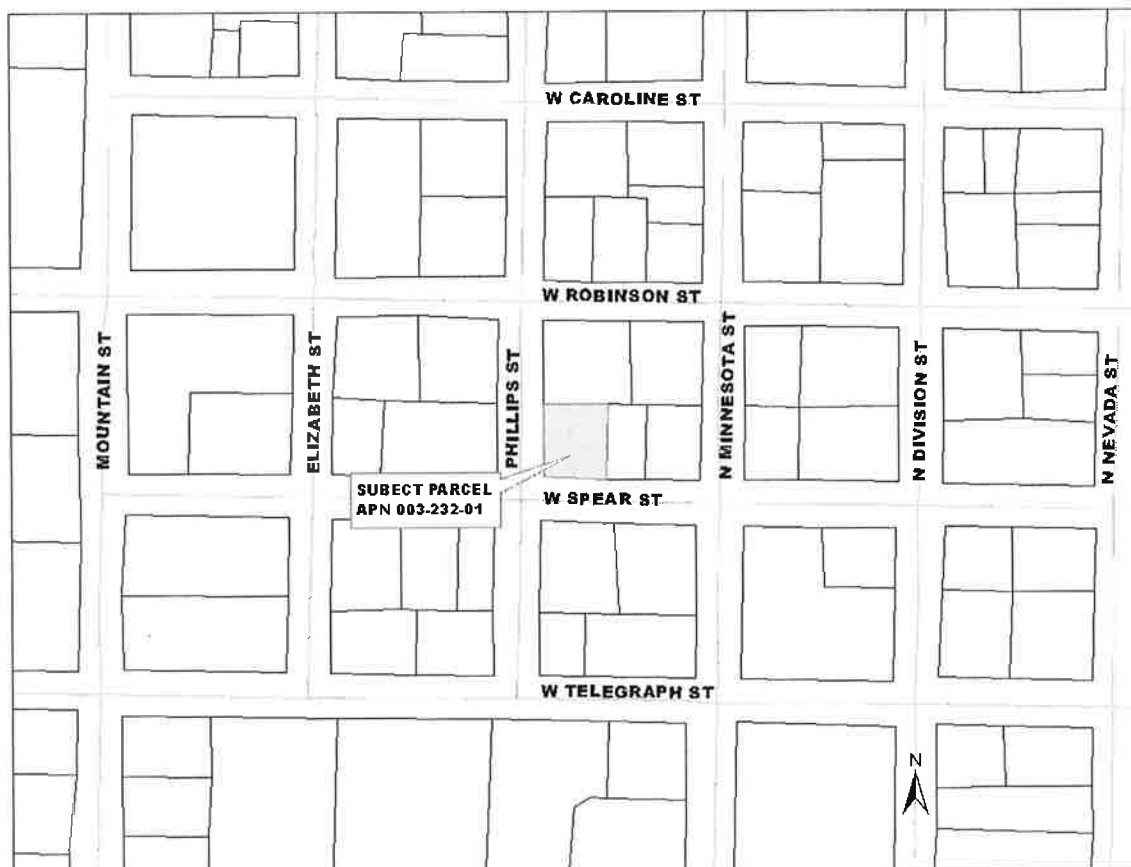 W CAROLINE ST
W ROBINSON ST
MOUNTAIN ST
ELIZABETH ST
PHILLIPS ST
N MINNESOTA ST
N DIVISION ST
N NEVADA ST
SUBECT PARCEL
APN 003-232-01
W SPEAR ST
W TELEGRAPH ST
N